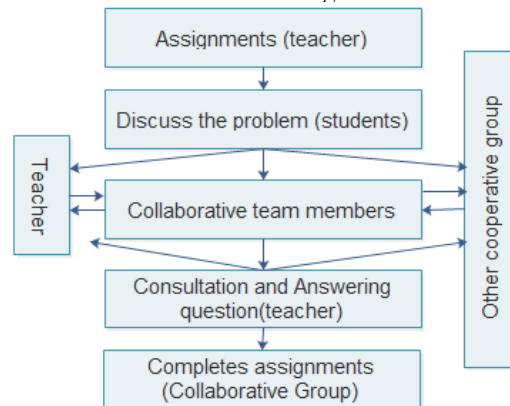 Assignments (teacher)
Discuss the problem (students)
Teacher
Collaborative team members
Other cooperative group
Consultation and Answering
question(teacher)
Completes assignments
(Collaborative Group)